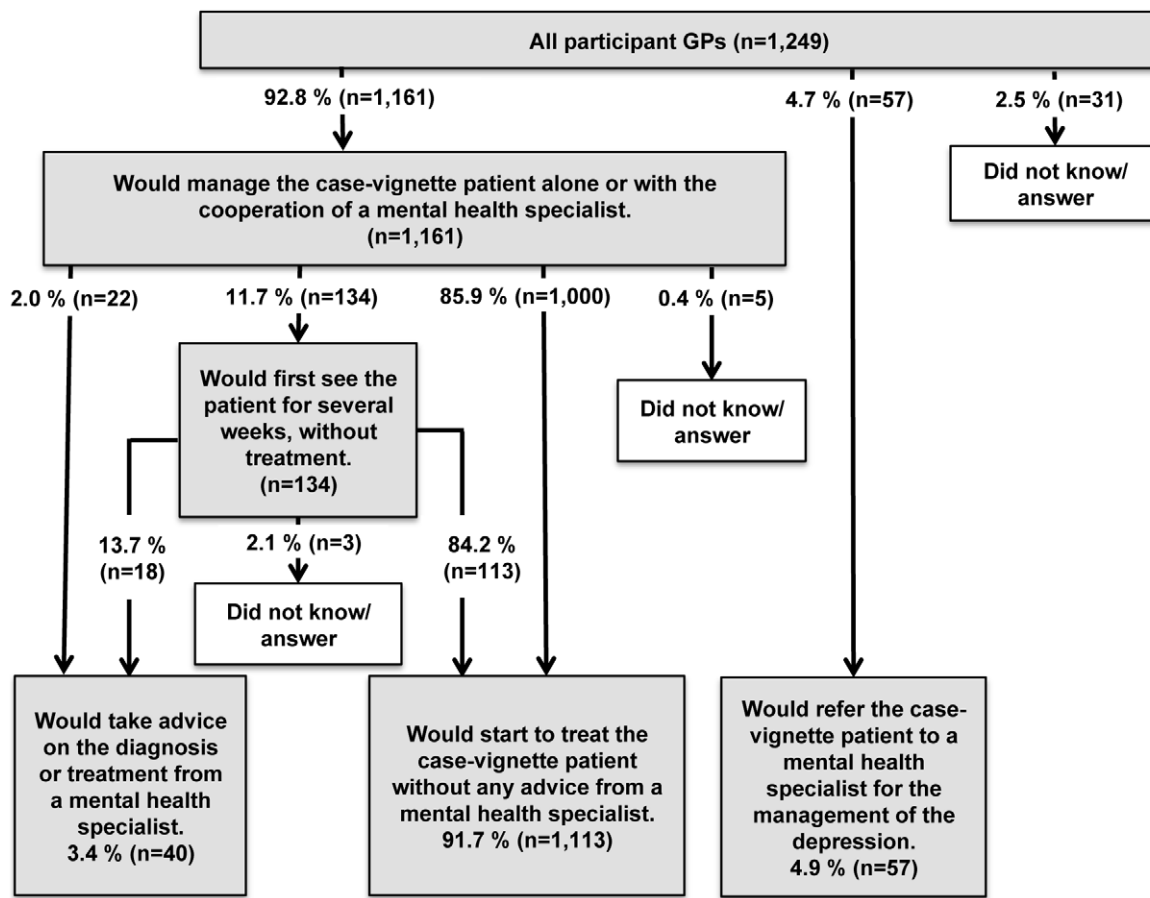 All participant GPs (n=1,249)
92.8 % (n=1,161)
4.7 % (n=57)
2.5 % (n=31)
Did not know/
answer
Would manage the case-vignette patient alone or with the
cooperation of a mental health specialist.
(n=1,161)
2.0 % (n=22)
11.7 % (n=134)
85.9 % (n=1,000)
0.4 % (n=5)
Would first see the
patient for several
weeks, without
treatment.
(n=134)
Did not know/
answer
13.7 %
(n=18)
2.1 % (n=3)
84.2 %
(n=113)
Did not know/
answer
Would take advice
on the diagnosis
or treatment from
a mental health
specialist.
3.4 % (n=40)
Would start to treat the
case-vignette patient
without any advice from a
mental health specialist.
91.7 % (n=1,113)
Would refer the case-
vignette patient to a
mental health
specialist for the
management of the
depression.
4.9 % (n=57)